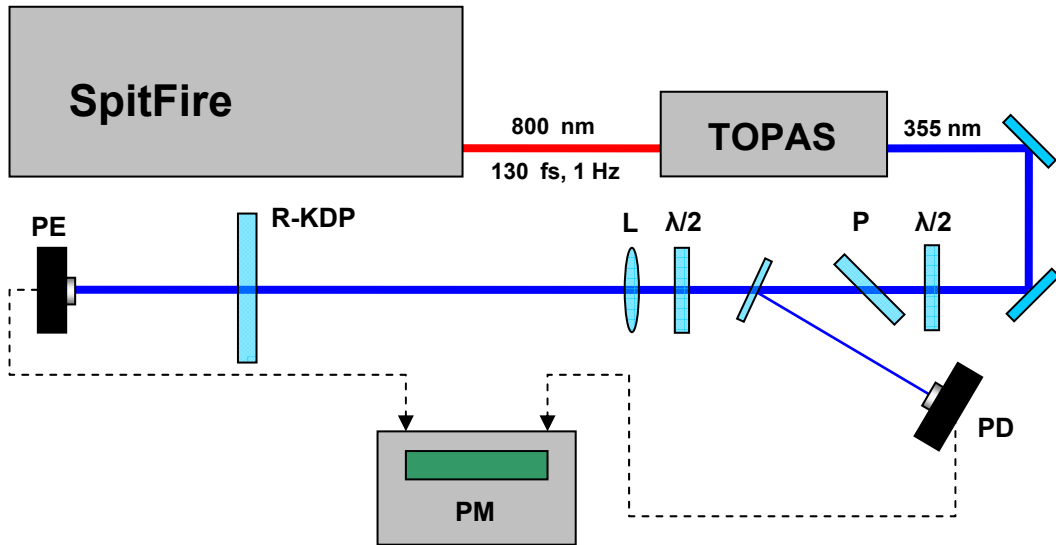 SpitFire
800 nm
130 fs, 1 Hz
TOPAS
355 nm
PE
R-KDP
L
λ/2
P
λ/2
PD
PM